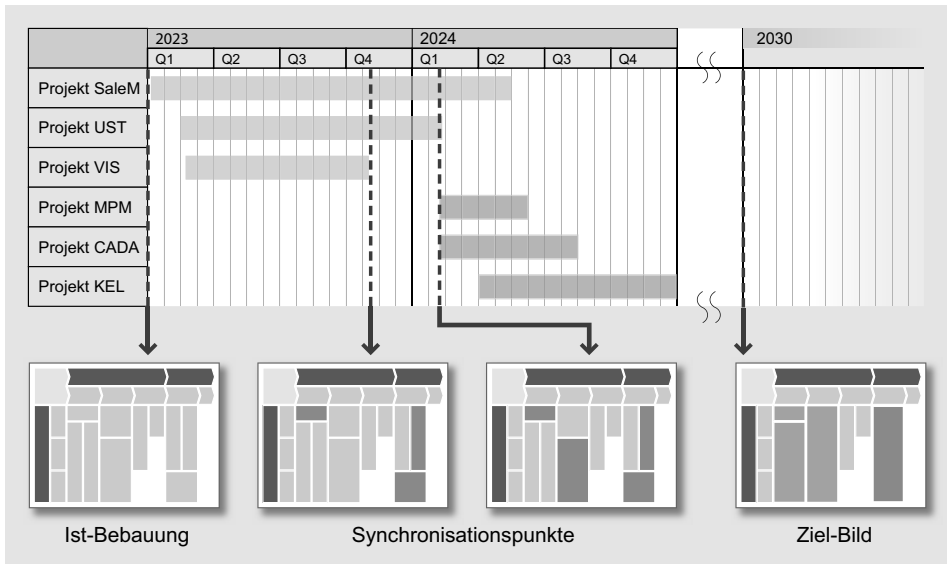 2023 2024 2030
Q1 Q2 Q3 Q4 Q1 Q2 Q3 Q4
Projekt SaleM
Projekt UST
Projekt VIS
Projekt MPM
Projekt CADA
Projekt KEL
Ist-Bebauung Synchronisationspunkte Ziel-Bild